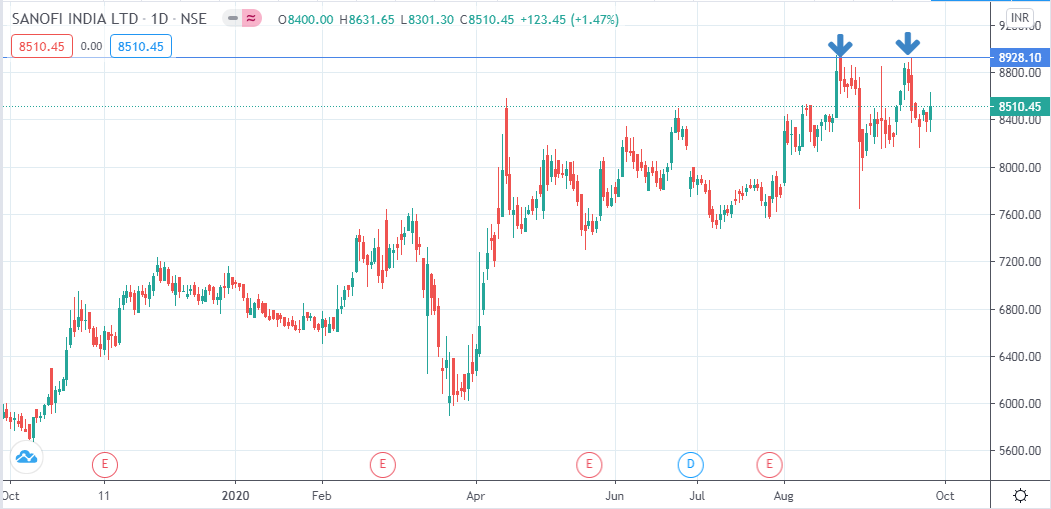 SANOFI INDIA LTD · 1D · NSE O8400.00 H8631.65 L8301.30 C8510.45 +123.45 (+1.47%)
INR
8510.45 0.00 8510.45
8928.10
8800.00
8510.45
8400.00
8000.00
7600.00
7200.00
6800.00
6400.00
6000.00
5600.00
E E E D E
Oct 11 2020 Feb Apr Jun Jul Aug Oct